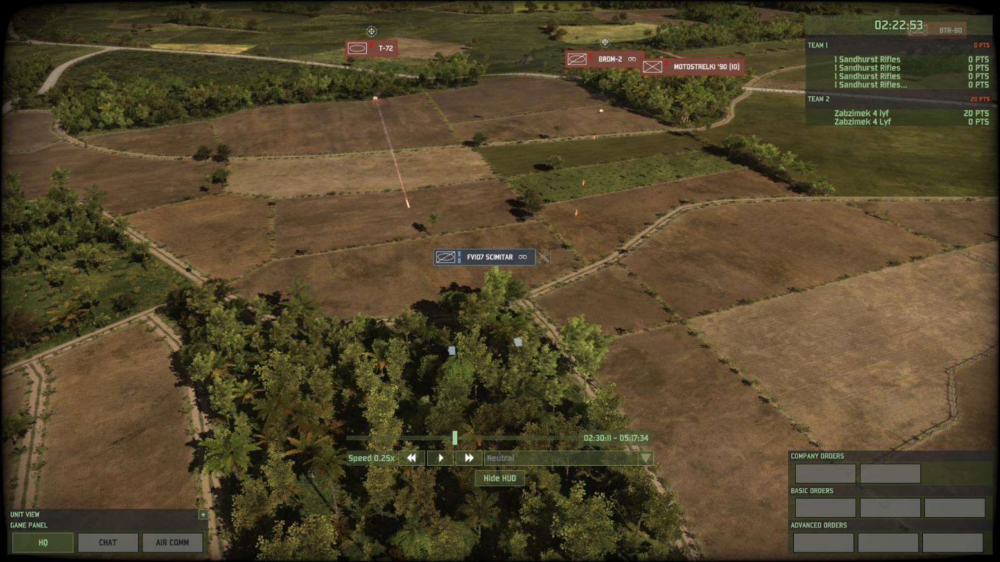 T-72
BRDM-2
MOTOSTRELKI '90 (10)
02:22:53
BTR-80
TEAM 1 0 PTS
1 Sandhurst Rifles 0 PTS
1 Sandhurst Rifles 0 PTS
1 Sandhurst Rifles 0 PTS
1 Sandhurst Rifles... 0 PTS
TEAM 2 20 PTS
Zabzimek 4 lyf 20 PTS
Zabzimek 4 Lyf 0 PTS
FV107 SCIMITAR
02:30:11 - 05:17:34
Speed 0.25x
Neutral
Hide HUD
UNIT VIEW +
GAME PANEL
HQ CHAT AIR COMM
COMPANY ORDERS
BASIC ORDERS
ADVANCED ORDERS